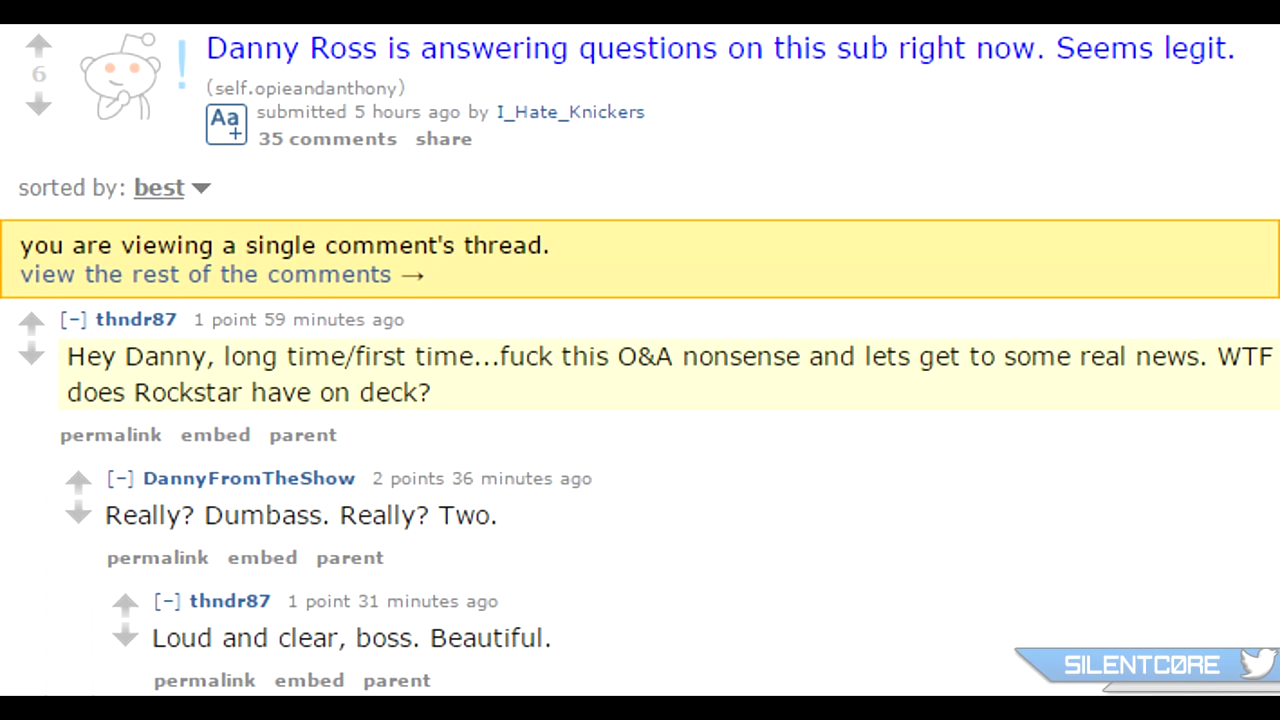 Danny Ross is answering questions on this sub right now. Seems legit.
6
(self.opieandanthony)
Aa+
submitted 5 hours ago by I_Hate_Knickers
35 comments share
sorted by: best
you are viewing a single comment's thread.
view the rest of the comments →
[–] thndr87 1 point 59 minutes ago
Hey Danny, long time/first time...fuck this O&A nonsense and lets get to some real news. WTF
does Rockstar have on deck?
permalink embed parent
[–] DannyFromTheShow 2 points 36 minutes ago
Really? Dumbass. Really? Two.
permalink embed parent
[–] thndr87 1 point 31 minutes ago
Loud and clear, boss. Beautiful.
permalink embed parent
SILENTC0RE